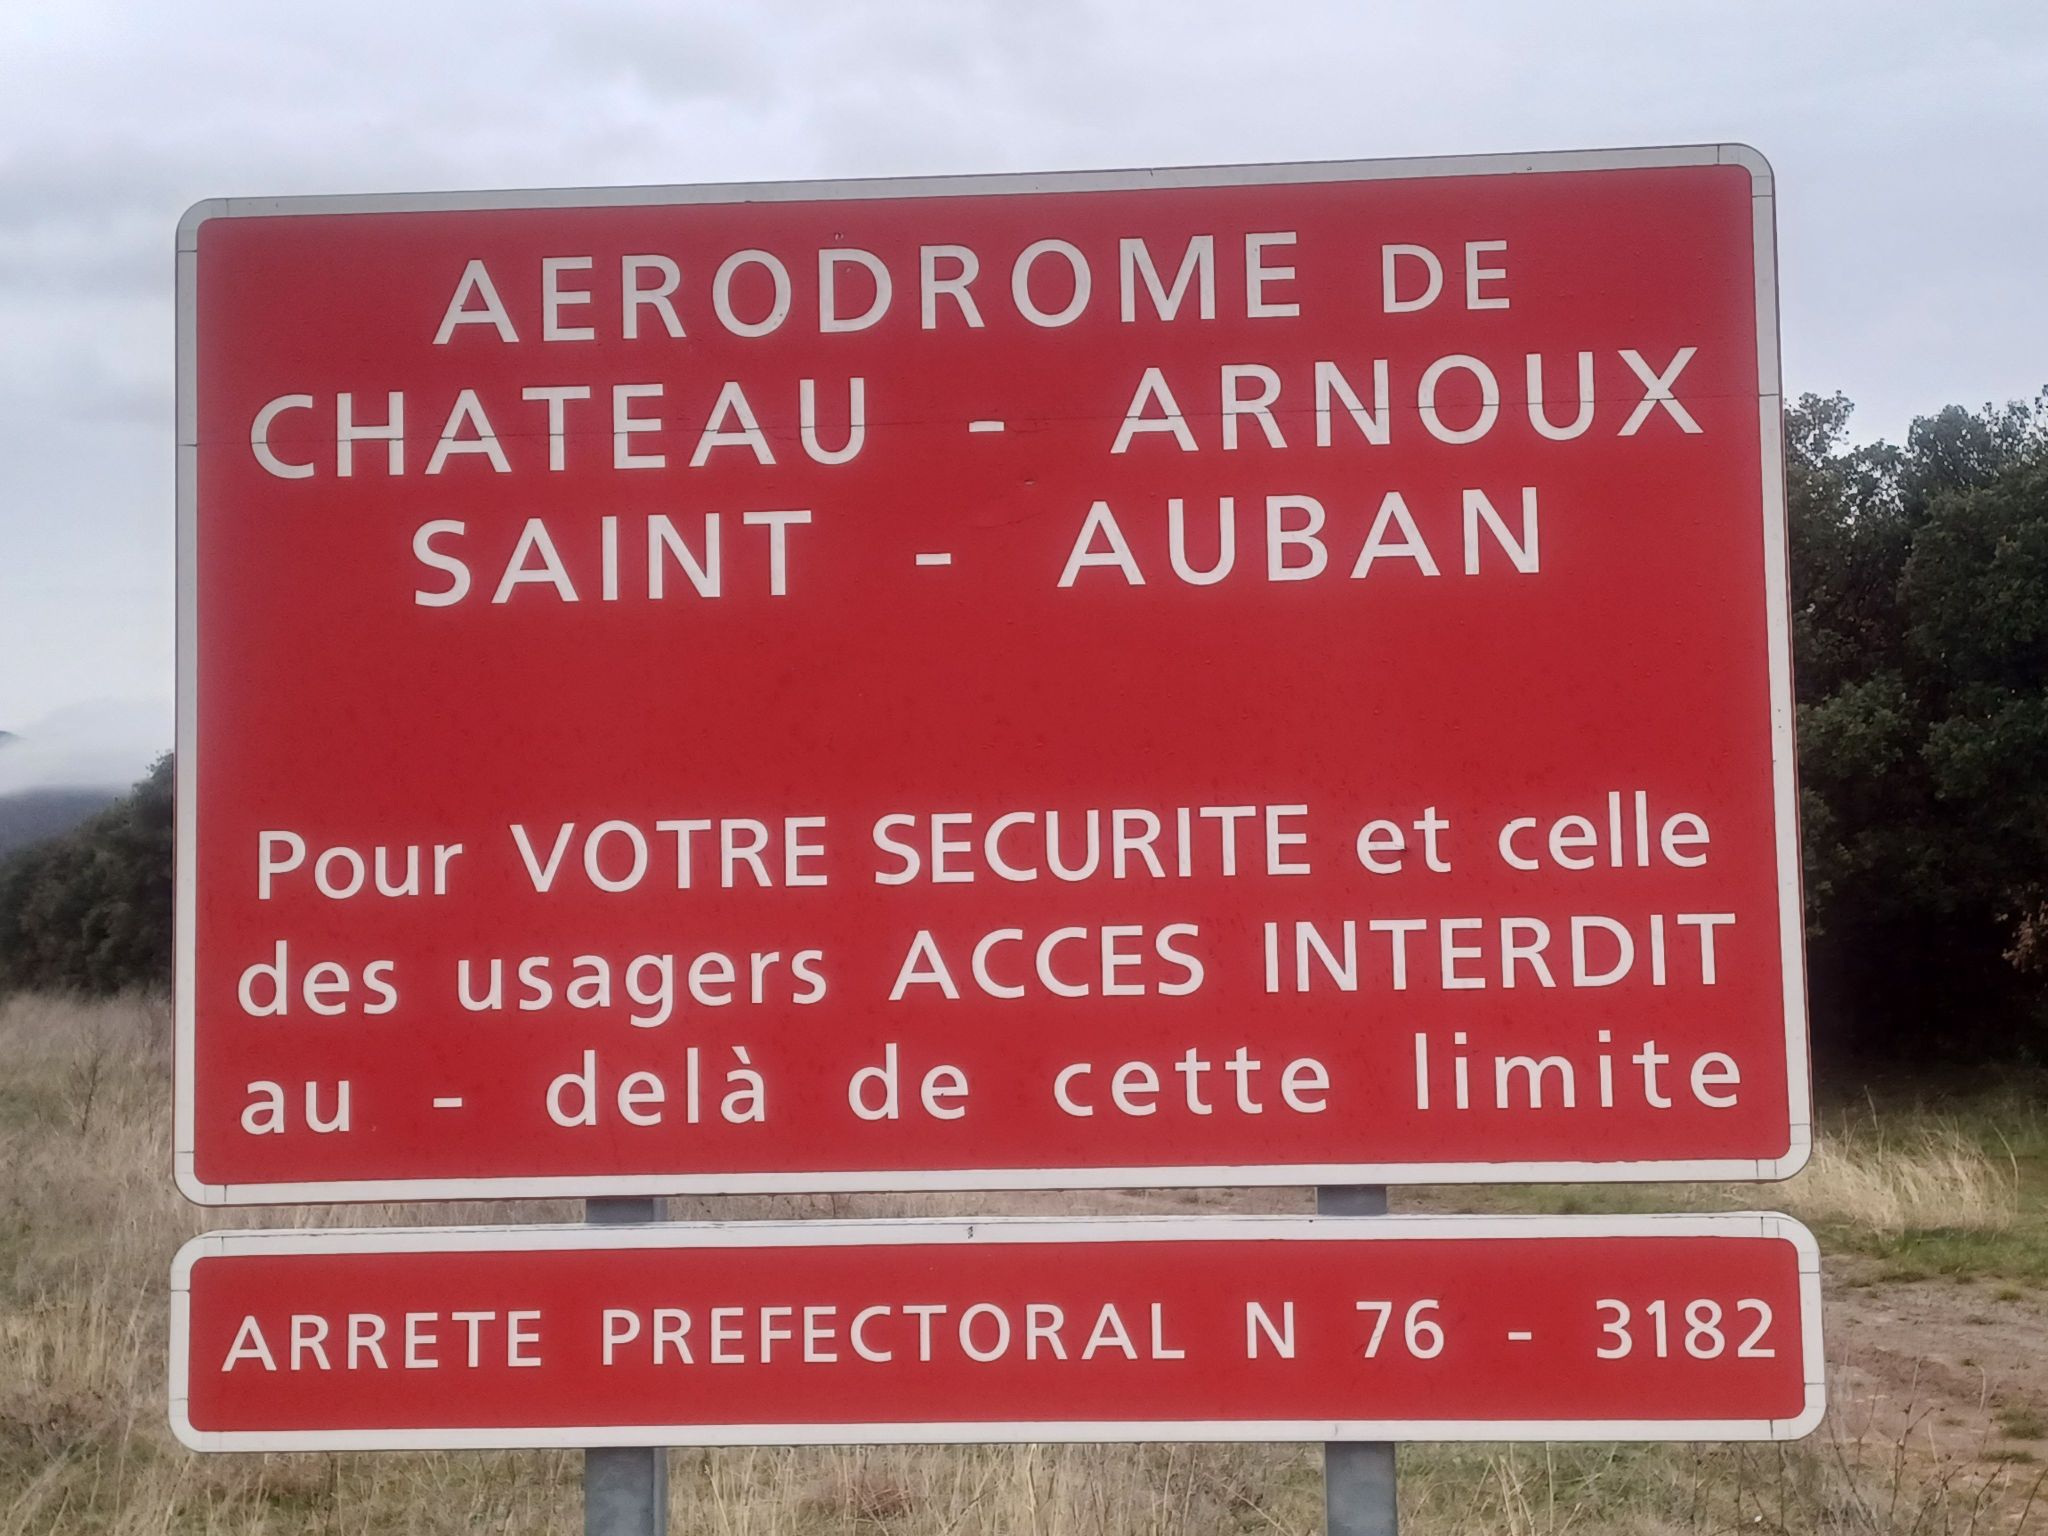 AERODROME DE
CHATEAU - ARNOUX
SAINT - AUBAN
Pour VOTRE SECURITE et celle
des usagers ACCES INTERDIT
au - delà de cette limite
ARRETE PREFECTORAL N 76 - 3182